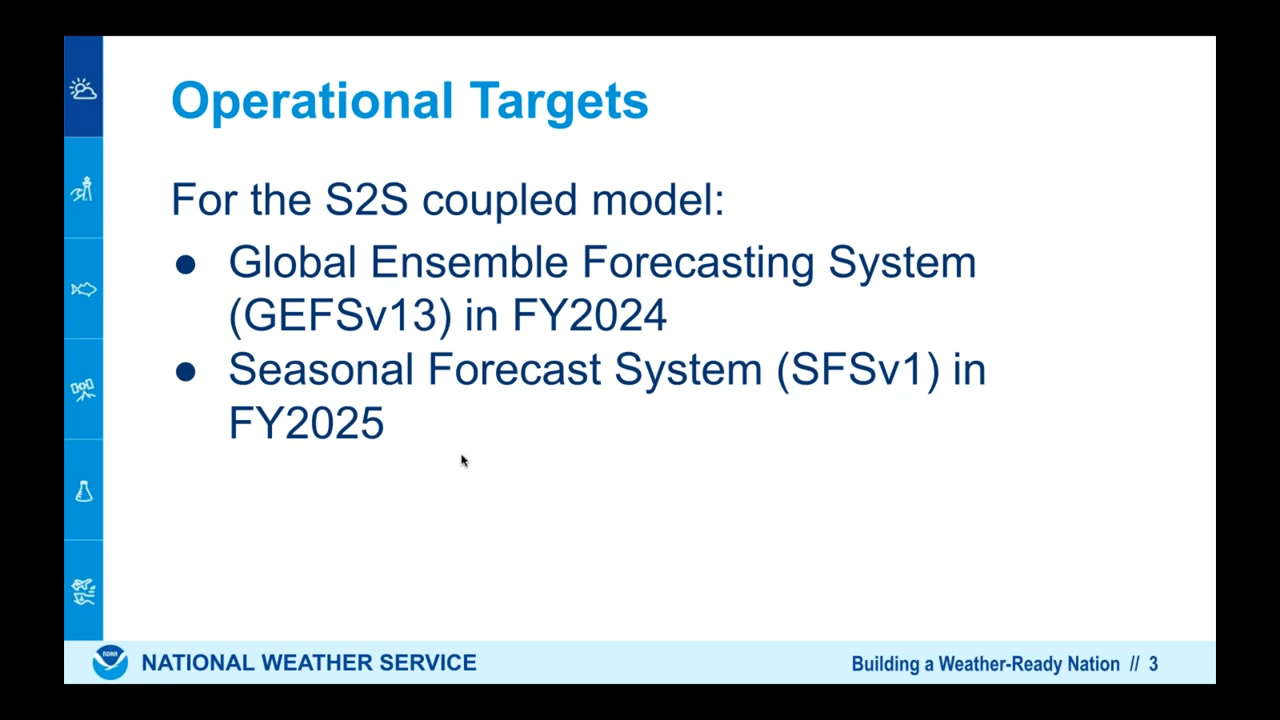 Operational Targets
For the S2S coupled model:
● Global Ensemble Forecasting System
(GEFSv13) in FY2024
● Seasonal Forecast System (SFSv1) in
FY2025
NOAA
NATIONAL WEATHER SERVICE
Building a Weather-Ready Nation // 3